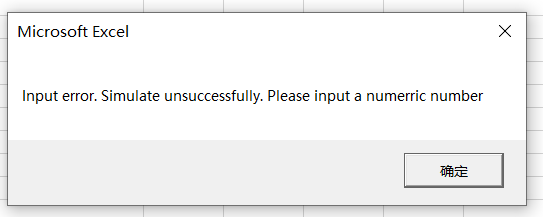 Microsoft Excel
Input error. Simulate unsuccessfully. Please input a numerric number
确定